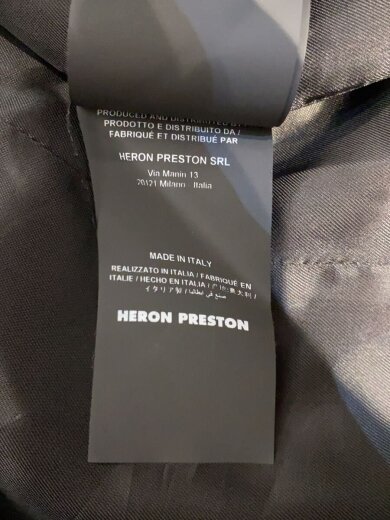 PRODUCED AND DISTRIBUTED BY /
PRODOTTO E DISTRIBUITO DA /
FABRIQUÉ ET DISTRIBUÉ PAR
HERON PRESTON SRL
Via Manin 13
20121 Milano - Italia
MADE IN ITALY
REALIZZATO IN ITALIA / FABRIQUÉ EN
ITALIE / HECHO EN ITALIA / 产地:意大利 /
イタリア製 / صنع في ايطاليا /
HERON PRESTON